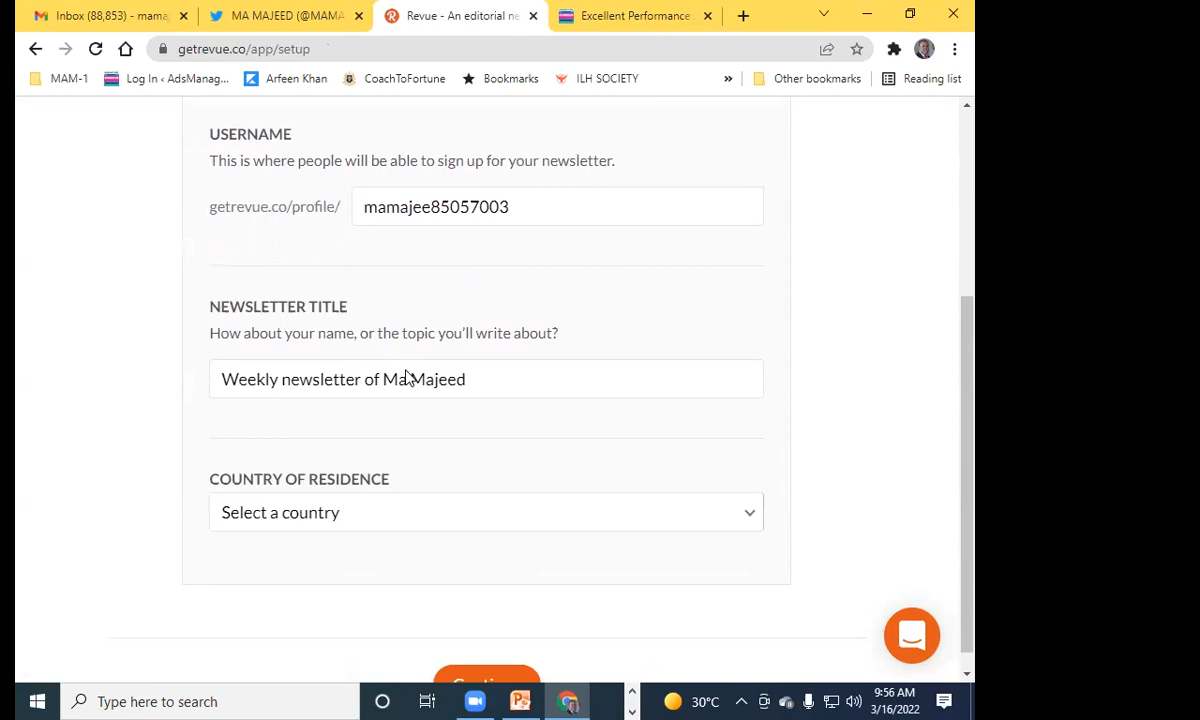 Inbox (88,853) - mamaj
MA MAJEED (@MAMA
Revue - An editorial ne
Excellent Performance
getrevue.co/app/setup
MAM-1
Log In ‹ AdsManag...
Arfeen Khan
CoachToFortune
Bookmarks
ILH SOCIETY
»
Other bookmarks
Reading list
USERNAME
This is where people will be able to sign up for your newsletter.
getrevue.co/profile/ mamajee85057003
NEWSLETTER TITLE
How about your name, or the topic you'll write about?
Weekly newsletter of Ma Majeed
COUNTRY OF RESIDENCE
Select a country
Type here to search
30°C
9:56 AM
3/16/2022